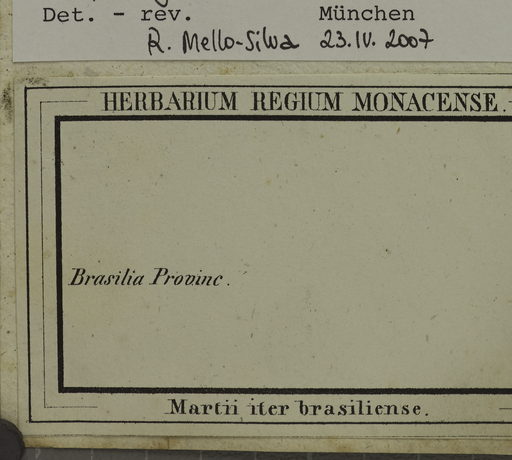 Det. - rev. München
R. Mello-Silva 23.IV.2007
HERBARIUM REGIUM MONACENSE.
Brasilia Provinc.
Martii iter brasiliense.